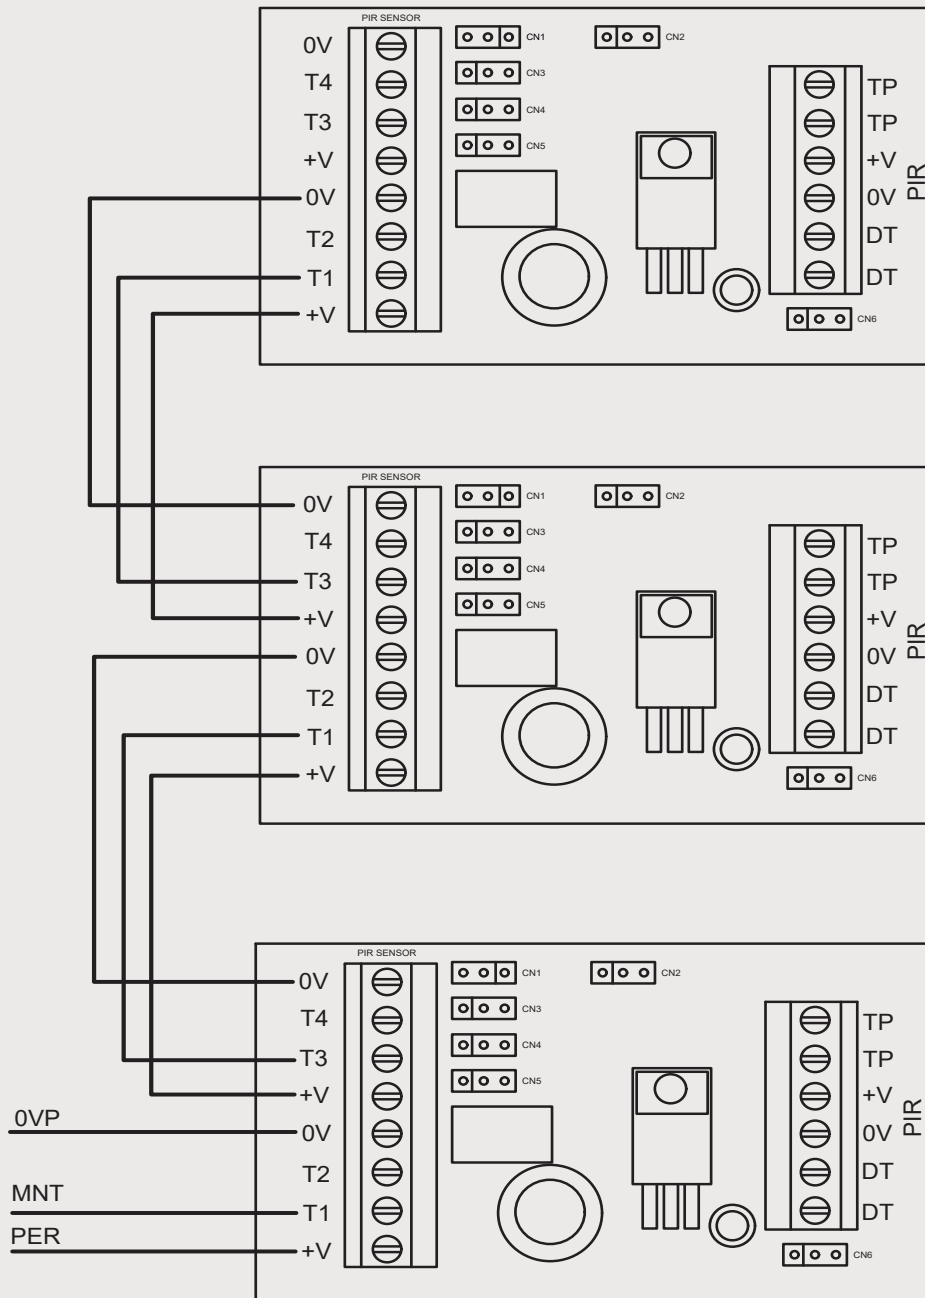 PIR SENSOR
0V
CN1
CN2
T4
CN3
TP
T3
CN4
TP
+V
CN5
+V
0V
0V
PIR
T2
DT
T1
DT
+V
CN6
PIR SENSOR
0V
CN1
CN2
T4
CN3
TP
T3
CN4
TP
+V
CN5
+V
0V
0V
PIR
T2
DT
T1
DT
+V
CN6
PIR SENSOR
0V
CN1
CN2
T4
CN3
TP
T3
CN4
TP
+V
CN5
+V
0VP
0V
0V
PIR
T2
DT
MNT
T1
DT
PER
+V
CN6